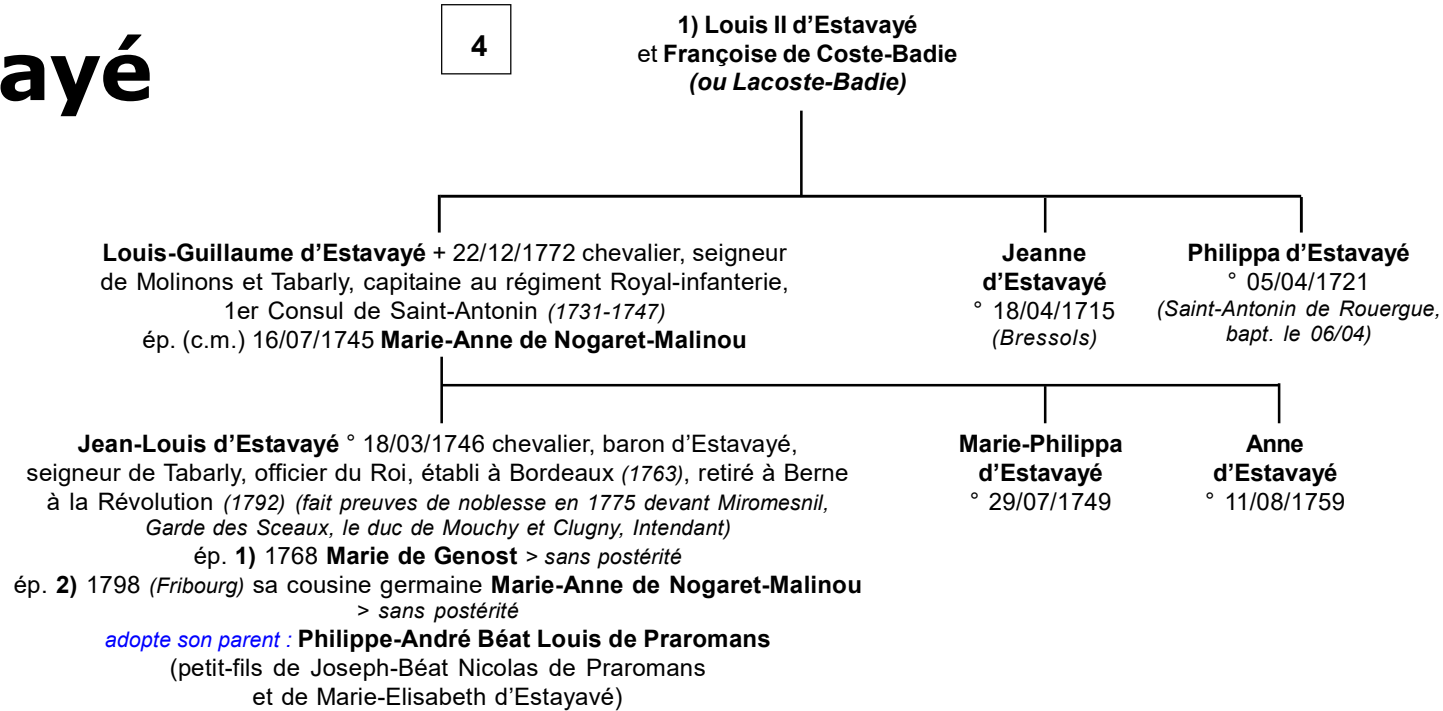 ayé
4
1) Louis II d’Estavayé
et Françoise de Coste-Badie
(ou Lacoste-Badie)
Louis-Guillaume d’Estavayé + 22/12/1772 chevalier, seigneur
de Molinons et Tabarly, capitaine au régiment Royal-infanterie,
1er Consul de Saint-Antonin (1731-1747)
ép. (c.m.) 16/07/1745 Marie-Anne de Nogaret-Malinou
Jeanne
d’Estavayé
° 18/04/1715
(Bressols)
Philippa d’Estavayé
° 05/04/1721
(Saint-Antonin de Rouergue,
bapt. le 06/04)
Jean-Louis d’Estavayé ° 18/03/1746 chevalier, baron d’Estavayé,
seigneur de Tabarly, officier du Roi, établi à Bordeaux (1763), retiré à Berne
à la Révolution (1792) (fait preuves de noblesse en 1775 devant Miromesnil,
Garde des Sceaux, le duc de Mouchy et Clugny, Intendant)
ép. 1) 1768 Marie de Genost > sans postérité
ép. 2) 1798 (Fribourg) sa cousine germaine Marie-Anne de Nogaret-Malinou
> sans postérité
adopte son parent : Philippe-André Béat Louis de Praromans
(petit-fils de Joseph-Béat Nicolas de Praromans
et de Marie-Elisabeth d’Estayavé)
Marie-Philippa
d’Estavayé
° 29/07/1749
Anne
d’Estavayé
° 11/08/1759